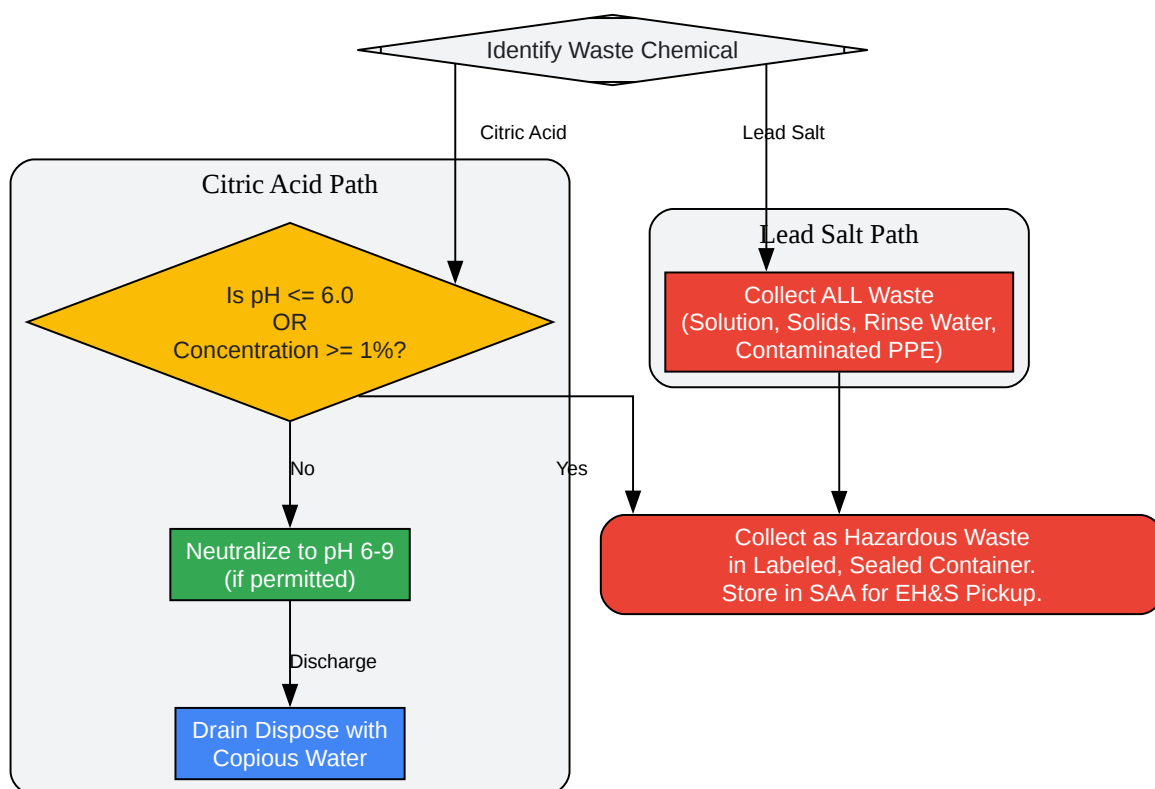 Identify Waste Chemical
Citric Acid
Lead Salt
Citric Acid Path
Is pH <= 6.0
OR
Concentration >= 1%?
Lead Salt Path
Collect ALL Waste
(Solution, Solids, Rinse Water,
Contaminated PPE)
No
Yes
Neutralize to pH 6-9
(if permitted)
Collect as Hazardous Waste
in Labeled, Sealed Container.
Store in SAA for EH&S Pickup.
Discharge
Drain Dispose with
Copious Water